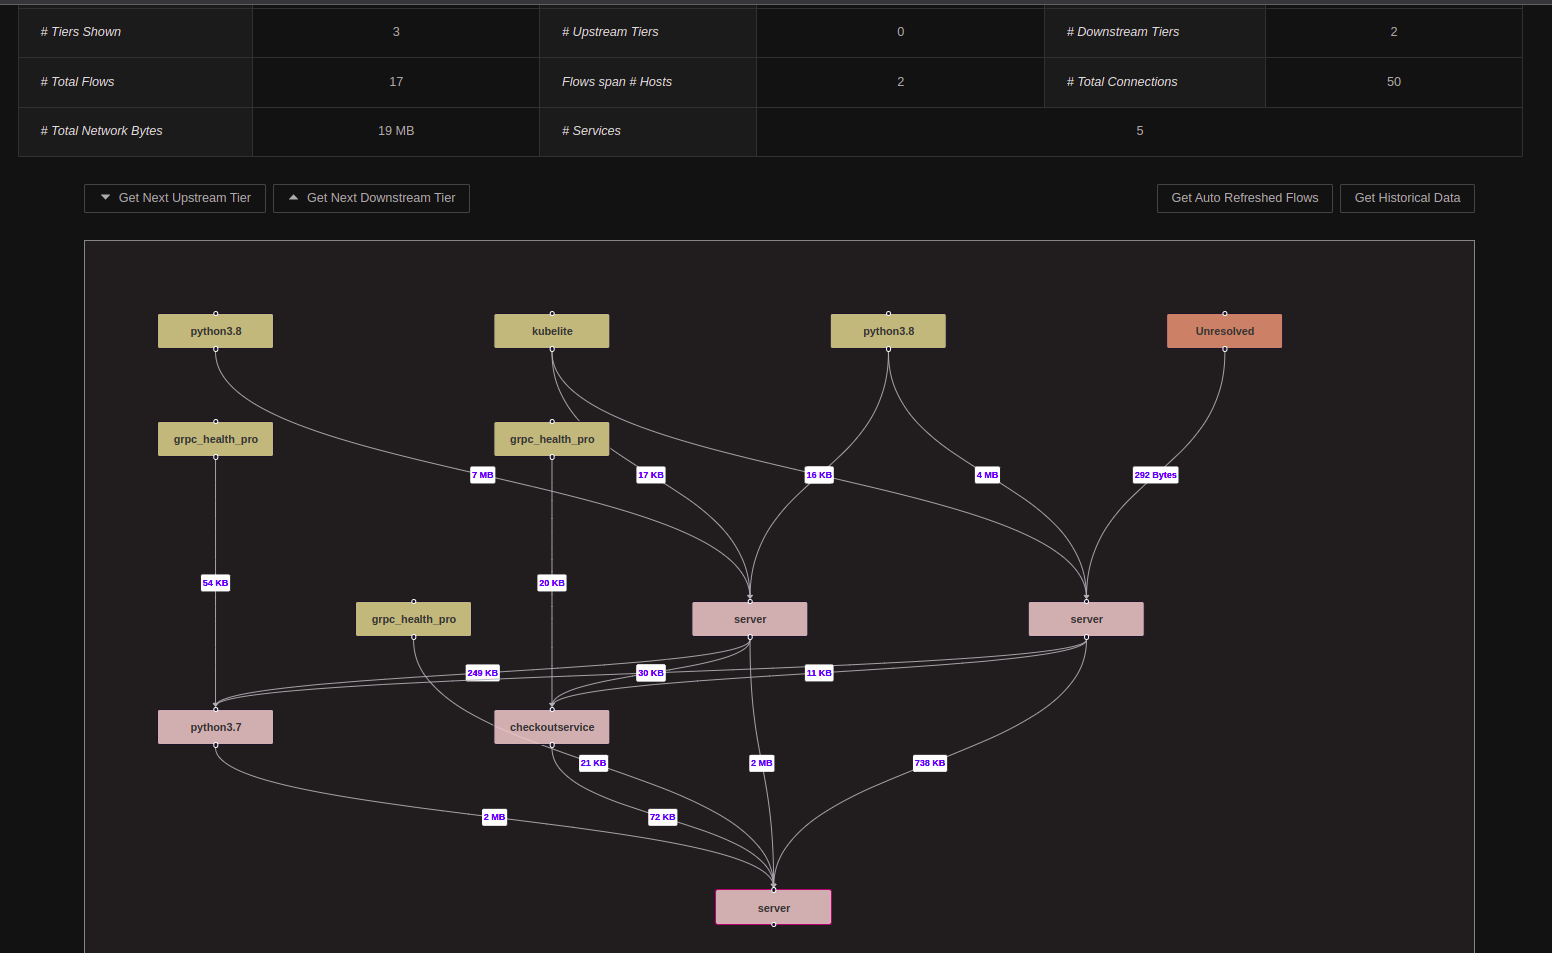 # Tiers Shown 3 # Upstream Tiers 0 # Downstream Tiers 2
# Total Flows 17 Flows span # Hosts 2 # Total Connections 50
# Total Network Bytes 19 MB # Services 5
Get Next Upstream Tier Get Next Downstream Tier Get Auto Refreshed Flows Get Historical Data
python3.8 kubelite python3.8 Unresolved
grpc_health_pro grpc_health_pro
7 MB 17 KB 16 KB 4 MB 292 Bytes
54 KB 20 KB
grpc_health_pro server server
249 KB 30 KB 11 KB
python3.7 checkoutservice
21 KB 2 MB 738 KB
2 MB 72 KB
server